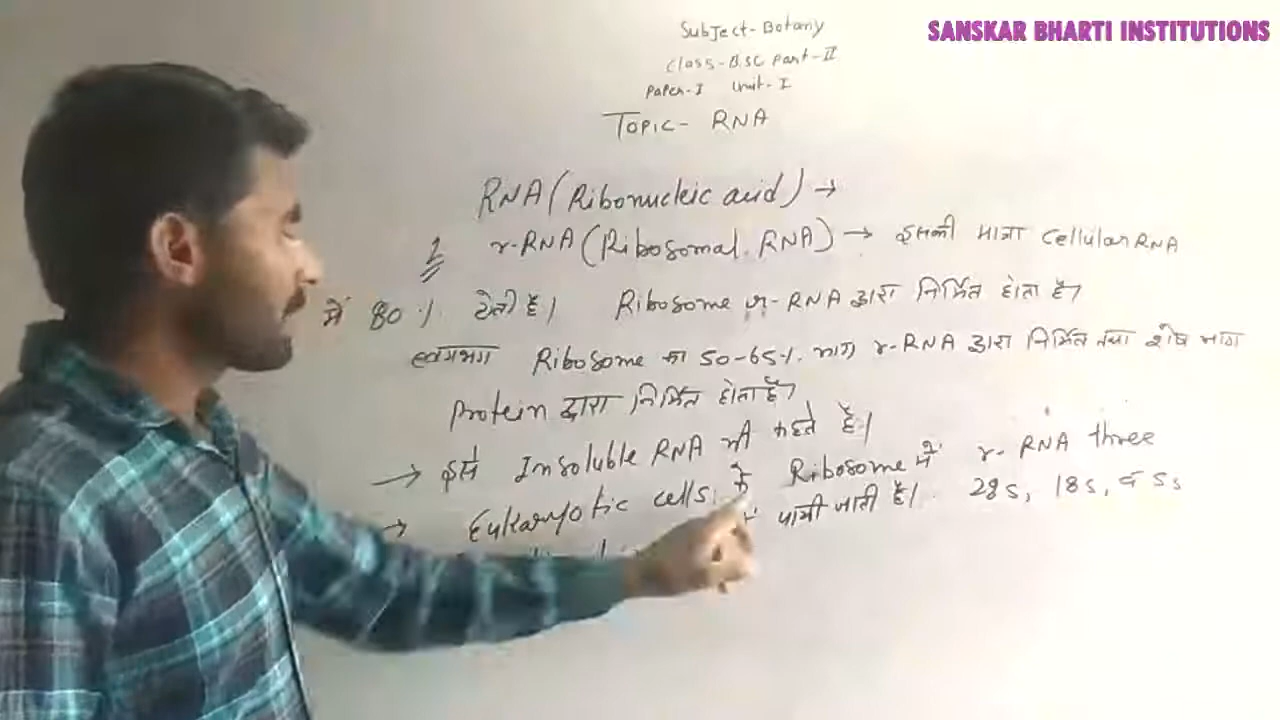 SANSKAR BHARTI INSTITUTIONS
Subject-Botany
Class-B.SC Part-II
Paper-I Unit-I
Topic- RNA
RNA (Ribonucleic acid) →
1 r-RNA (Ribosomal RNA) → इसकी मात्रा Cellular RNA
में 80 % होती है। Ribosome r-RNA द्वारा निर्मित होता है।
लगभग Ribosome का 50-65% भाग r-RNA द्वारा निर्मित तथा शेष भाग
Protein द्वारा निर्मित होता है।
→ इसे Insoluble RNA भी कहते है।
→ Eukaryotic cells के Ribosome में r-RNA three
पायी जाती है। 28s, 18s, व 5s